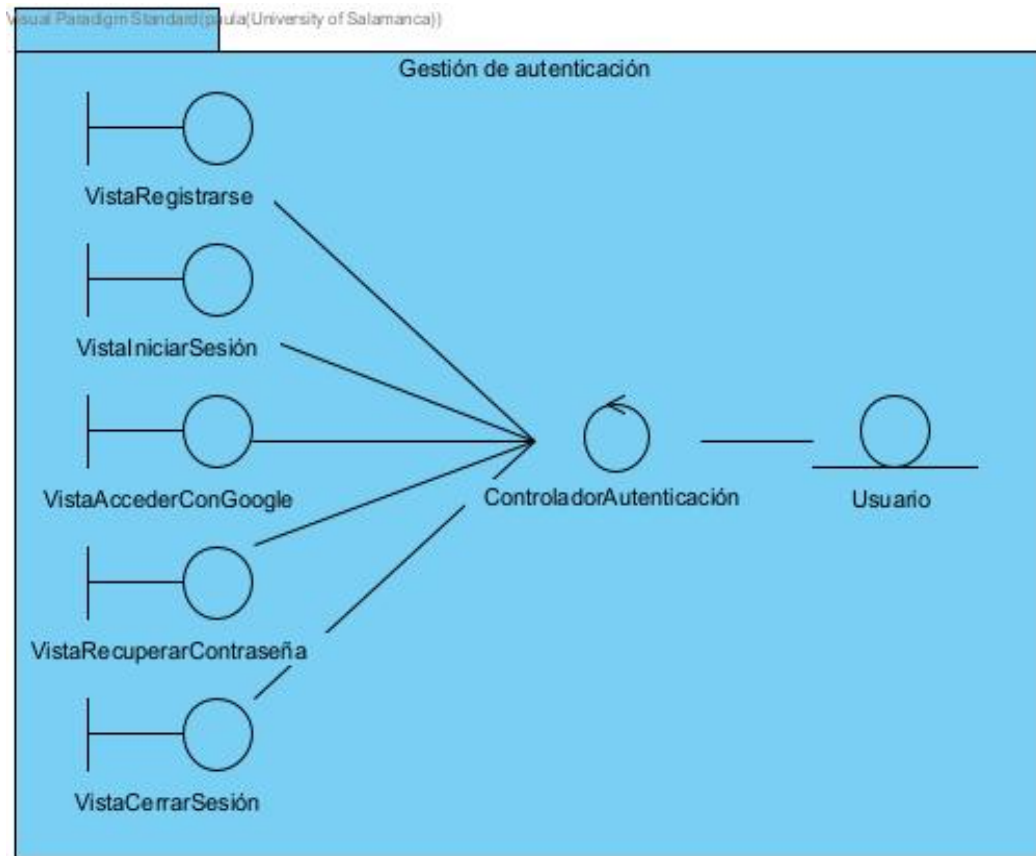 Visual Paradigm Standard(paula(University of Salamanca))
Gestión de autenticación
VistaRegistrarse
VistaIniciarSesión
VistaAccederConGoogle
ControladorAutenticación
Usuario
VistaRecuperarContraseña
VistaCerrarSesión